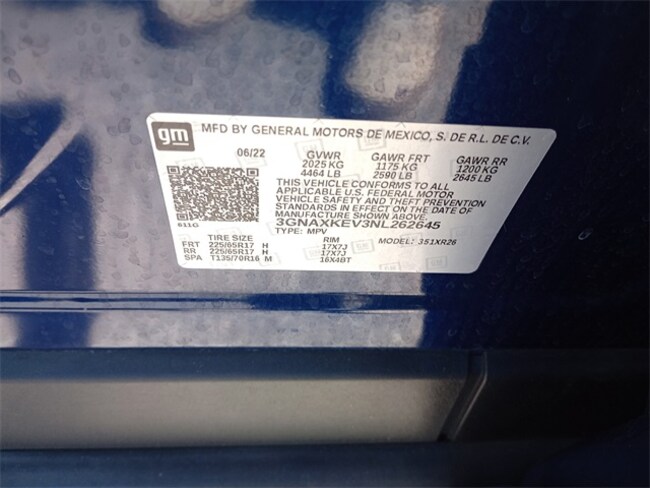 gm MFD BY GENERAL MOTORS DE MEXICO, S. DE R.L. DE C.V.
06/22 GVWR GAWR FRT GAWR RR
2025 KG 1175 KG 1200 KG
4464 LB 2590 LB 2645 LB
THIS VEHICLE CONFORMS TO ALL
APPLICABLE U.S. FEDERAL MOTOR
VEHICLE SAFETY AND THEFT PREVENTION
STANDARDS IN EFFECT ON THE DATE OF
MANUFACTURE SHOWN ABOVE.
611G 3GNAXKEV3NL262645
TYPE: MPV
TIRE SIZE RIM MODEL: 3S1XR26
FRT 225/65R17 H 17X7J
RR 225/65R17 H 17X7J
SPA T135/70R16 M 16X4BT